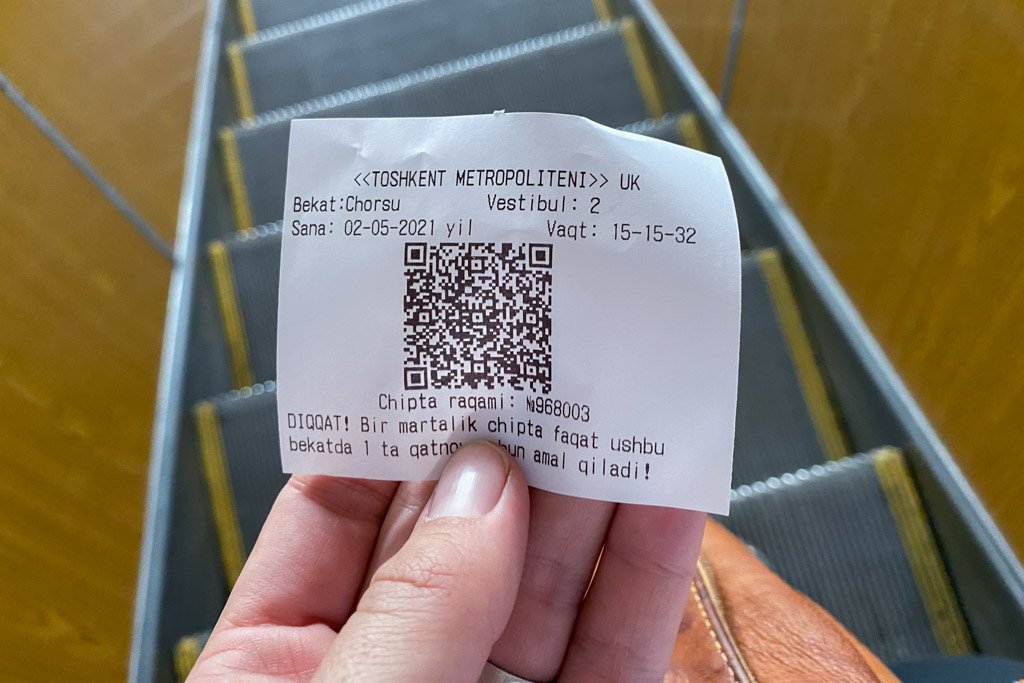 <<TOSHKENT METROPOLITENI>> UK
Bekat:Chorsu Vestibul: 2
Sana: 02-05-2021 yil Vaqt: 15-15-32
Chipta raqami: №968003
DIQQAT! Bir martalik chipta faqat ushbu
bekatda 1 ta amal qiladi!